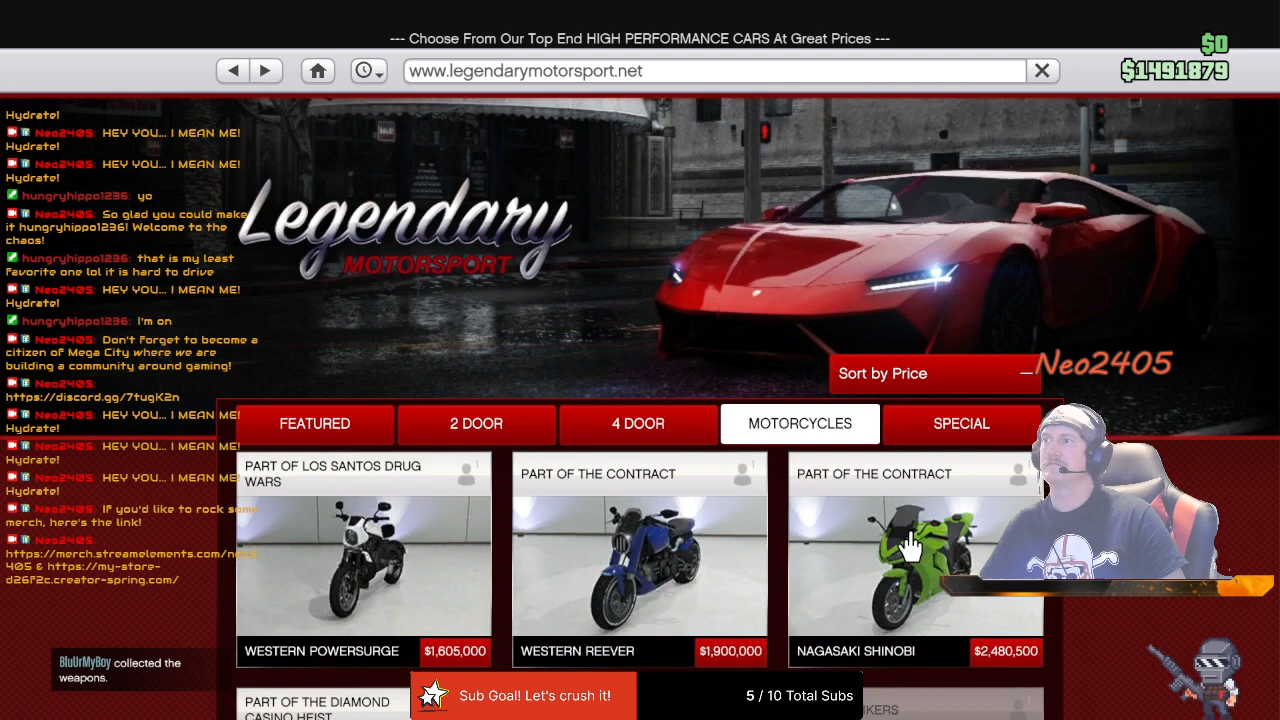 --- Choose From Our Top End HIGH PERFORMANCE CARS At Great Prices ---
$0
www.legendarymotorsport.net
$1491879
Hydrate!
Neo2405: HEY YOU... I MEAN ME!
Hydrate!
Neo2405: HEY YOU... I MEAN ME!
Hydrate!
hungryhippo1236: yo
Neo2405: So glad you could make
it hungryhippo1236! Welcome to the
chaos!
hungryhippo1236: that is my least
favorite one lol it is hard to drive
Neo2405: HEY YOU... I MEAN ME!
Hydrate!
hungryhippo1236: I'm on
Neo2405: Don't forget to become a
citizen of Mega City where we are
building a community around gaming!
Neo2405:
https://discord.gg/7tugK2n
Neo2405: HEY YOU... I MEAN ME!
Hydrate!
Neo2405: HEY YOU... I MEAN ME!
Hydrate!
Neo2405: HEY YOU... I MEAN ME!
Hydrate!
Neo2405: If you'd like to rock some
merch, here's the link!
Neo2405:
405 & https://my-store-
d26f2c.creator-spring.com/
Legendary
MOTORSPORT
Sort by Price
Neo2405
FEATURED
2 DOOR
4 DOOR
MOTORCYCLES
SPECIAL
PART OF LOS SANTOS DRUG
WARS
PART OF THE CONTRACT
PART OF THE CONTRACT
WESTERN POWERSURGE
$1,605,000
WESTERN REEVER
$1,900,000
NAGASAKI SHINOBI
$2,480,500
BluUrMyBoy collected the
weapons.
PART OF THE DIAMOND
CASINO HEIST
Sub Goal! Let's crush it!
5 / 10 Total Subs